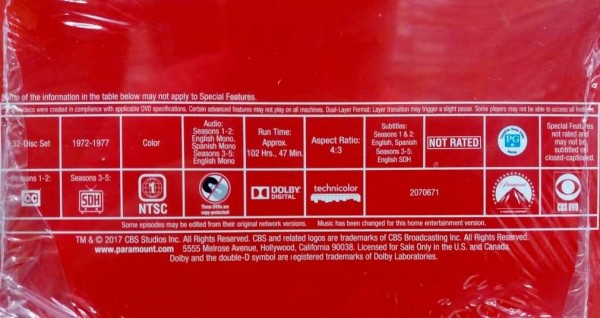 of the information in the table below may not apply to Special Features.
were created in compliance with applicable DVD specifications. Certain advanced features may not play on all machines. Dual-Layer Format: Layer transition may trigger a slight pause. Some players may not be able to access all
32-Disc Set
1972-1977
Color
Audio:
Seasons 1-2:
English Mono,
Spanish Mono
Seasons 3-5:
English Mono
Run Time:
Approx.
102 Hrs., 47 Min.
Aspect Ratio:
4:3
Subtitles:
Seasons 1 & 2:
English, Spanish
Seasons 3-5:
English SDH
NOT RATED
PG
Special Features
not rated and
may not be
subtitled or
closed-captioned.
1-2:
CC
Seasons 3-5:
SDH
1
NTSC
These DVDs are
copy-protected!
DOLBY
DIGITAL
technicolor
2070671
Paramount
CBS DVD
Some episodes may be edited from their original network versions. Music has been changed for this home entertainment version.
TM & © 2017 CBS Studios Inc. All Rights Reserved. CBS and related logos are trademarks of CBS Broadcasting Inc. All Rights Reserved.
www.paramount.com 5555 Melrose Avenue, Hollywood, California 90038. Licensed for Sale Only in the U.S. and Canada.
Dolby and the double-D symbol are registered trademarks of Dolby Laboratories.